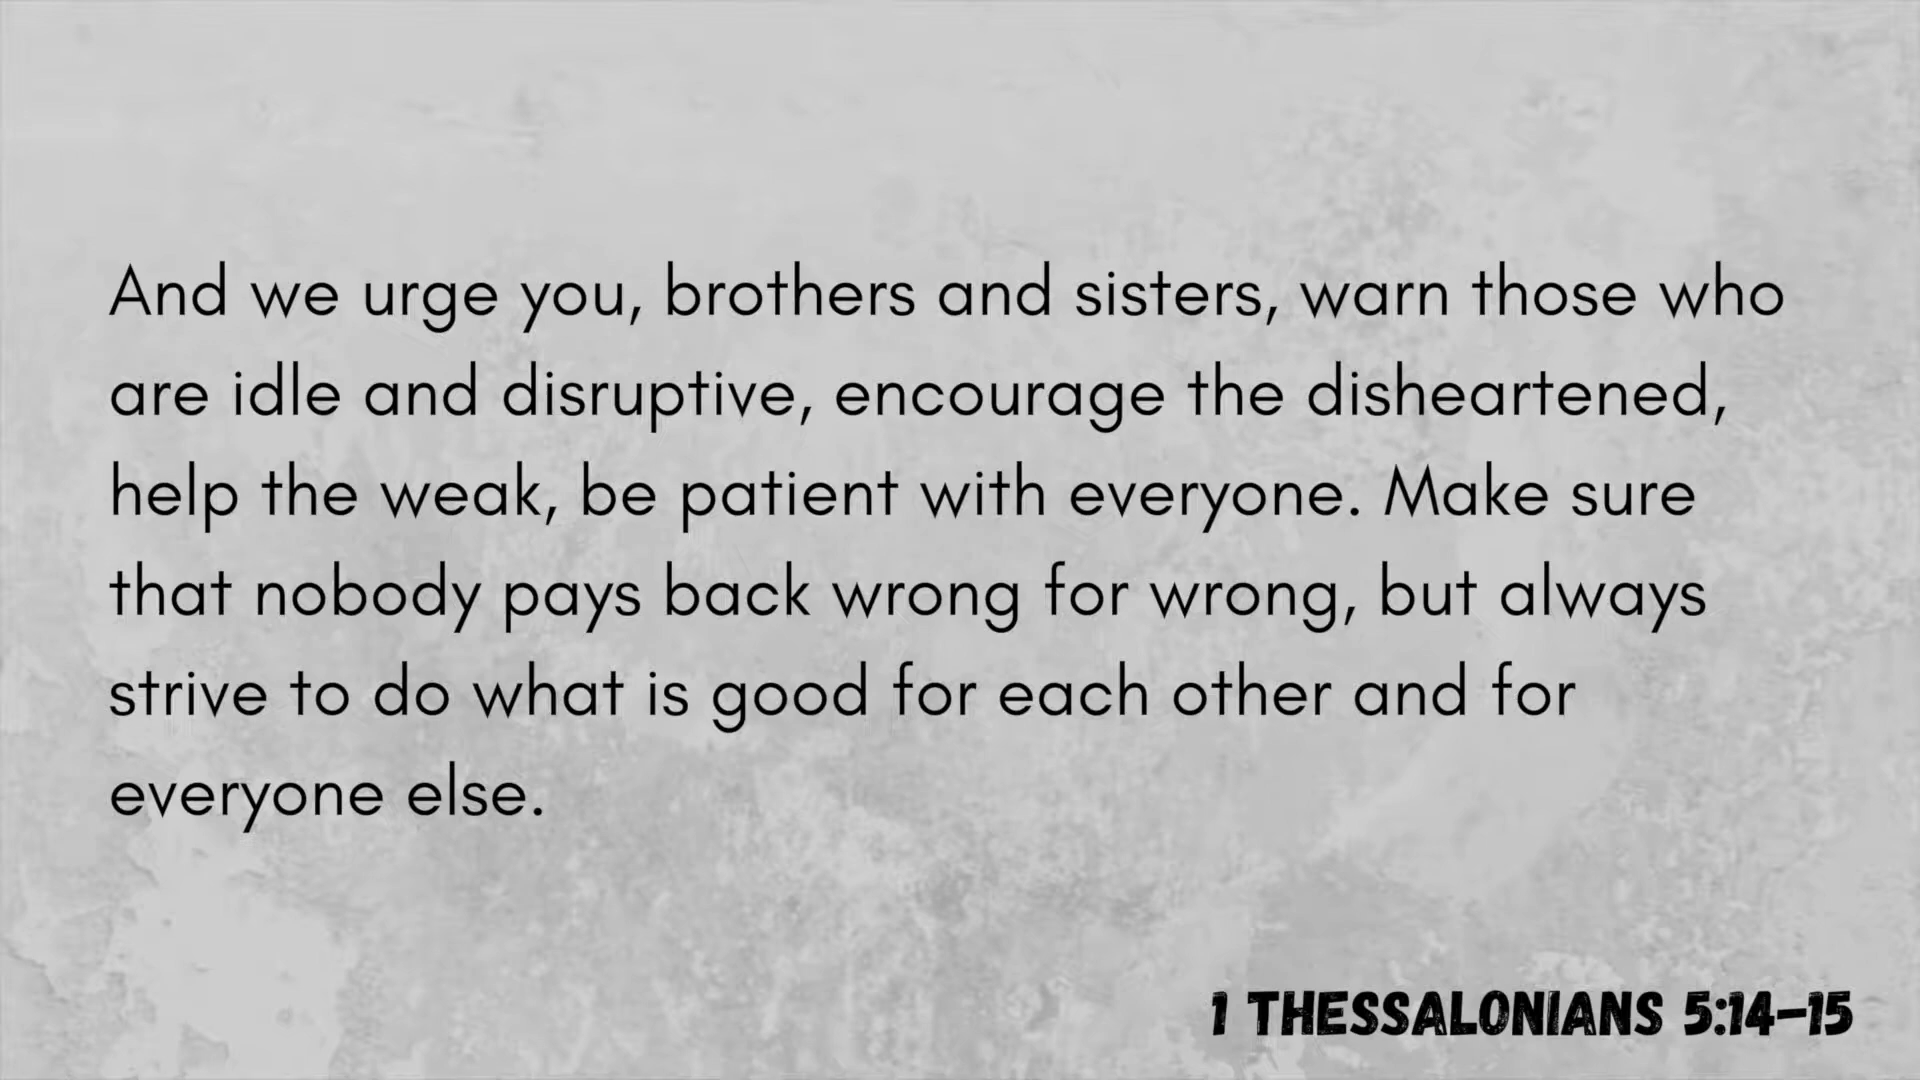 And we urge you, brothers and sisters, warn those who
are idle and disruptive, encourage the disheartened,
help the weak, be patient with everyone. Make sure
that nobody pays back wrong for wrong, but always
strive to do what is good for each other and for
everyone else.
1 THESSALONIANS 5:14–15